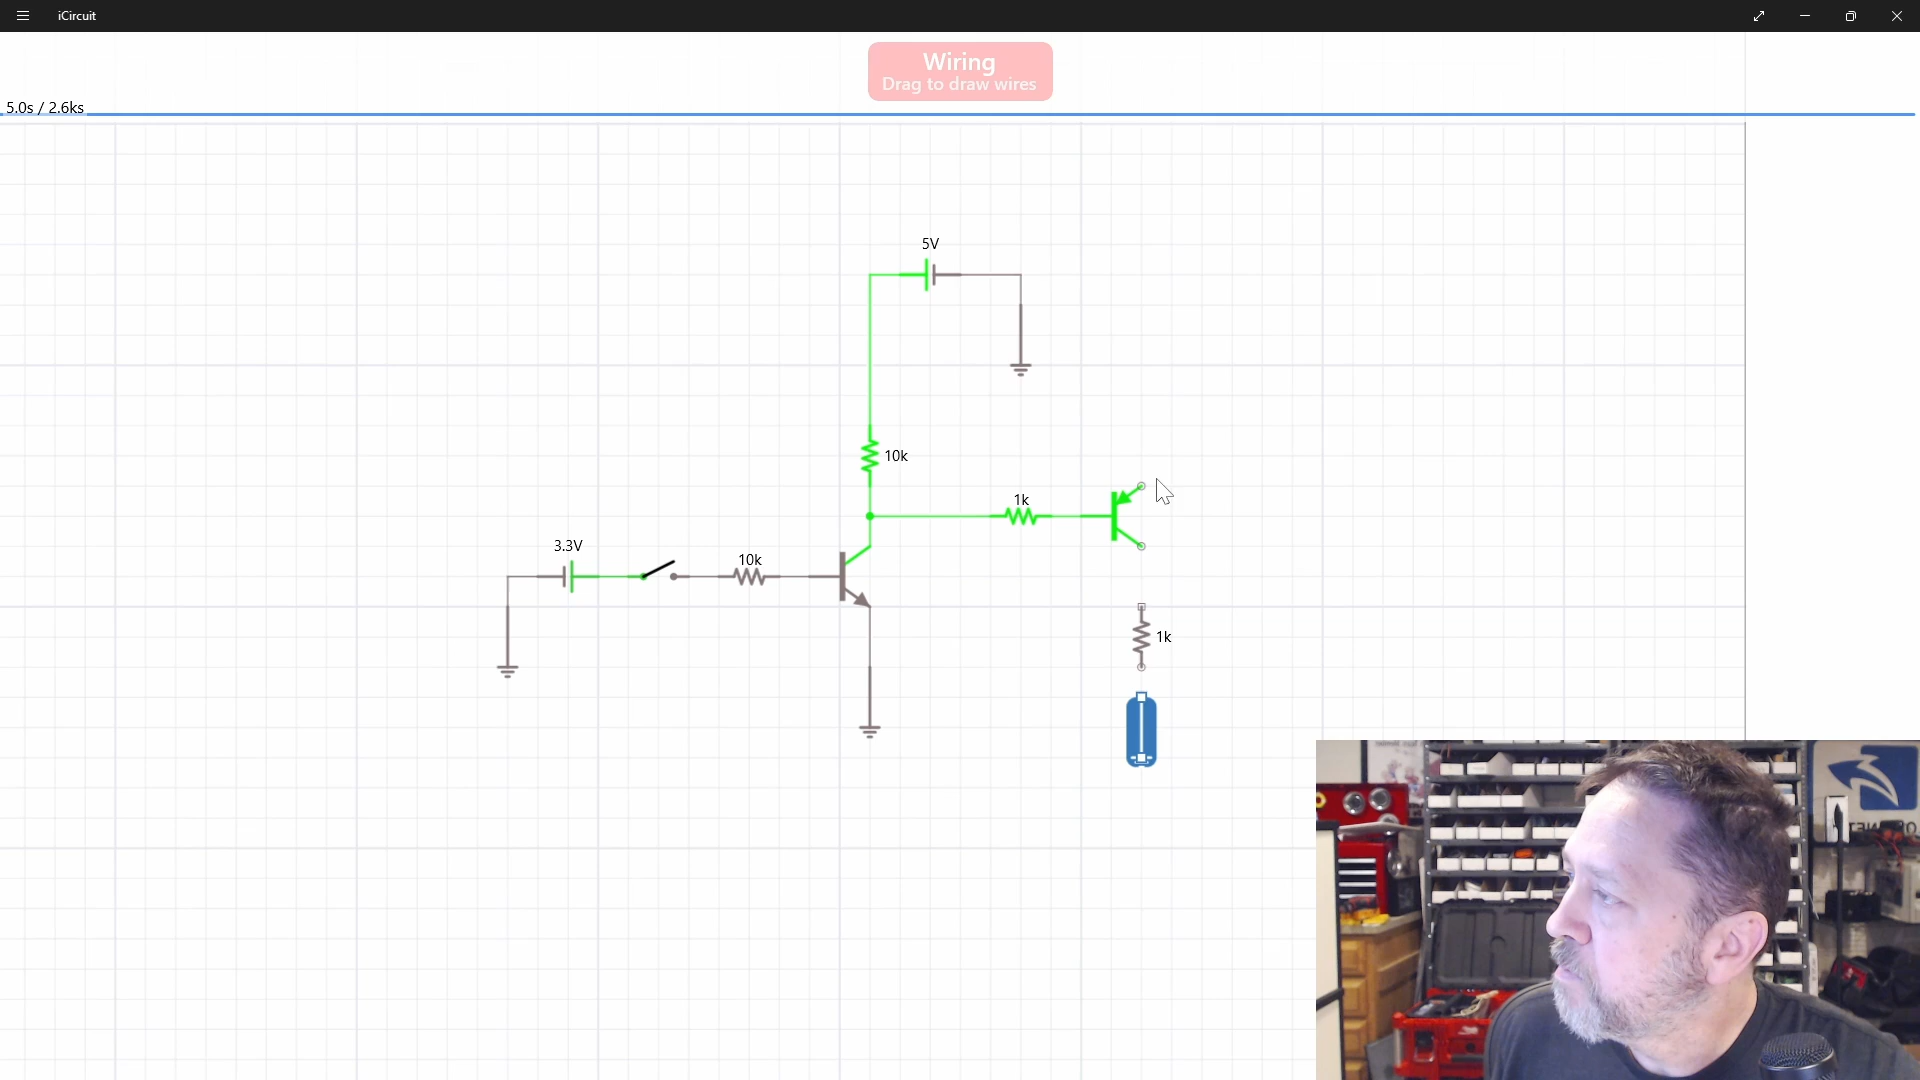 iCircuit
Wiring
Drag to draw wires
5.0s / 2.6ks
5V
10k
1k
3.3V
10k
1k